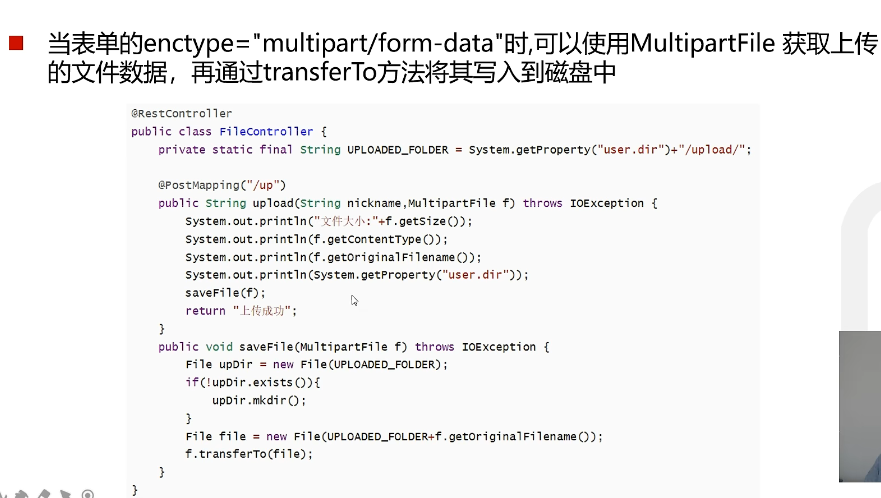 当表单的enctype="multipart/form-data"时,可以使用MultipartFile 获取上传
的文件数据，再通过transferTo方法将其写入到磁盘中
@RestController
public class FileController {
    private static final String UPLOADED_FOLDER = System.getProperty("user.dir")+"/upload/";
    @PostMapping("/up")
    public String upload(String nickname,MultipartFile f) throws IOException {
        System.out.println("文件大小:"+f.getSize());
        System.out.println(f.getContentType());
        System.out.println(f.getOriginalFilename());
        System.out.println(System.getProperty("user.dir"));
        saveFile(f);
        return "上传成功";
    }
    public void saveFile(MultipartFile f) throws IOException {
        File upDir = new File(UPLOADED_FOLDER);
        if(!upDir.exists()){
            upDir.mkdir();
        }
        File file = new File(UPLOADED_FOLDER+f.getOriginalFilename());
        f.transferTo(file);
    }
}